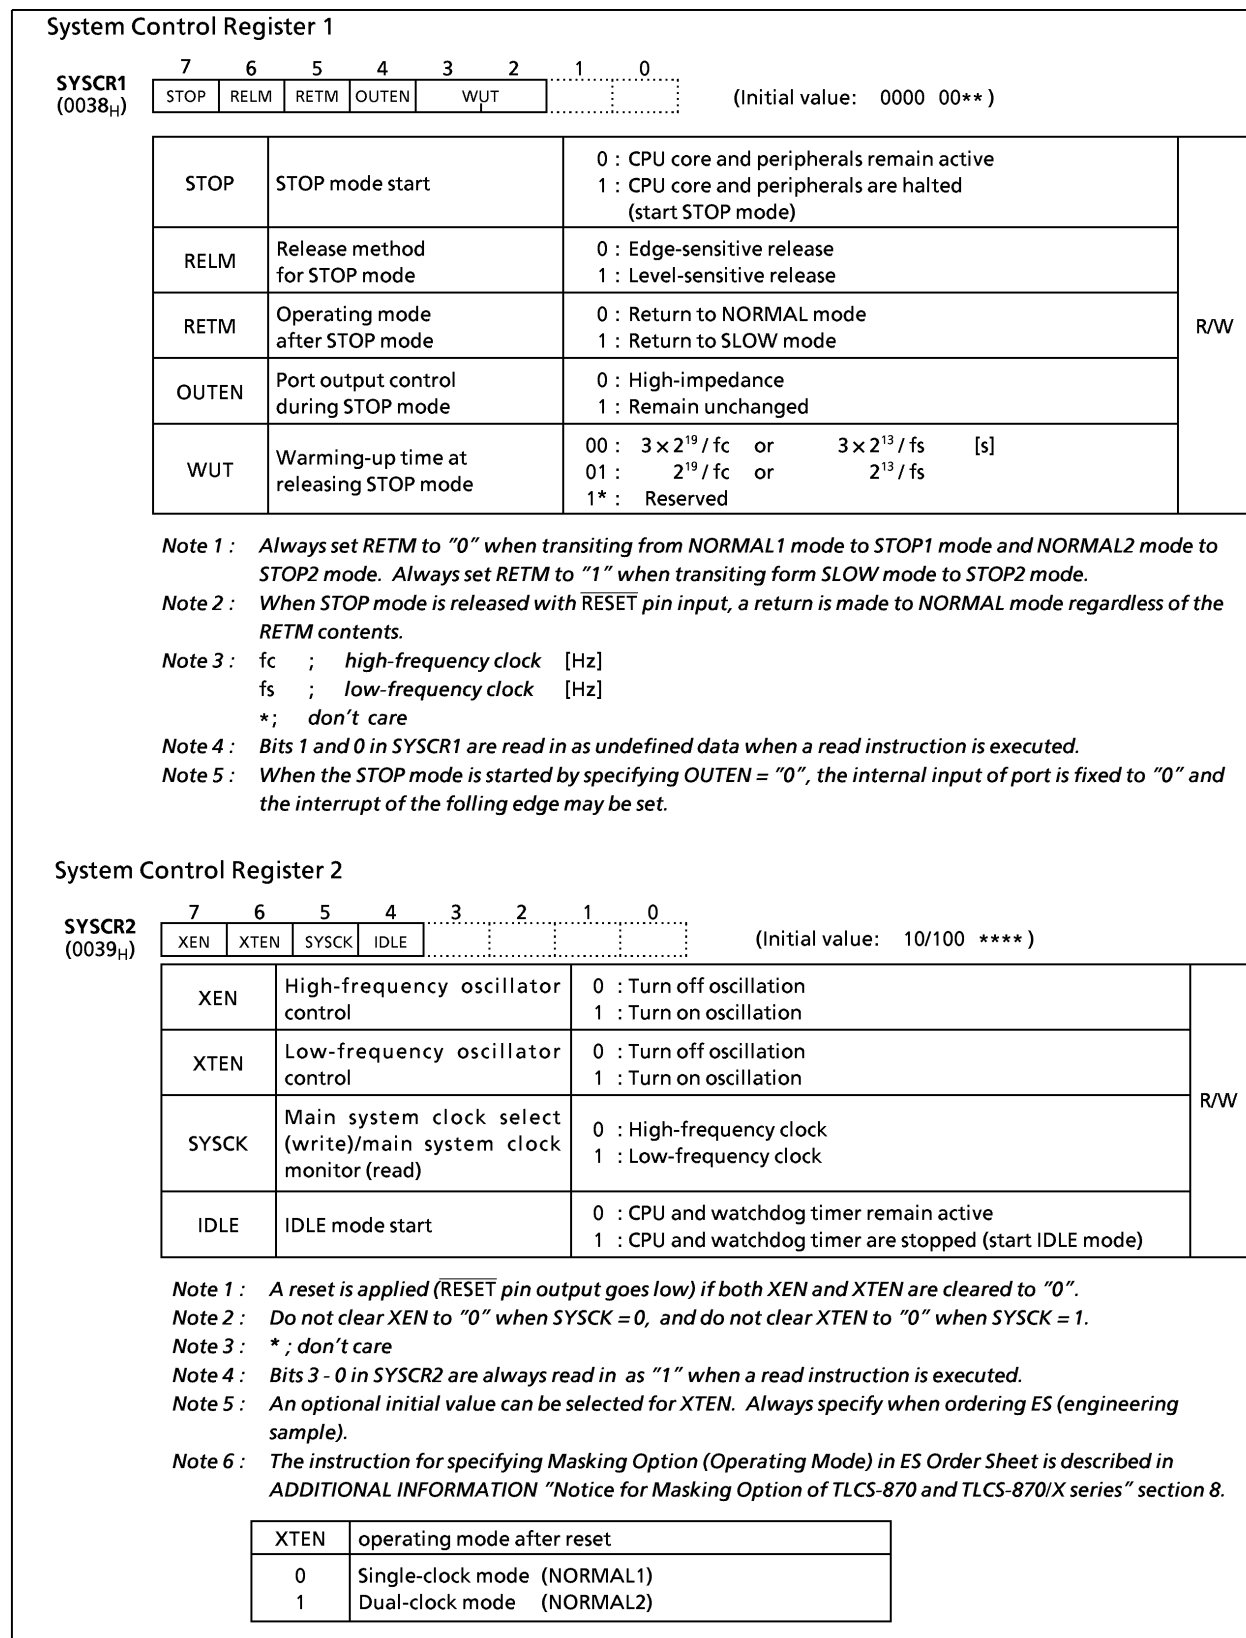 System Control Register 1
7 6 5 4 3 2 1 0
SYSCR1 (0038H) STOP RELM RETM OUTEN WUT (Initial value: 0000 00**)
STOP STOP mode start 0 : CPU core and peripherals remain active
1 : CPU core and peripherals are halted
(start STOP mode)
RELM Release method for STOP mode 0 : Edge-sensitive release
1 : Level-sensitive release
RETM Operating mode after STOP mode 0 : Return to NORMAL mode
1 : Return to SLOW mode
R/W
OUTEN Port output control during STOP mode 0 : High-impedance
1 : Remain unchanged
WUT Warming-up time at releasing STOP mode 00 : 3 × 2¹⁹ / fc or 3 × 2¹³ / fs [s]
01 : 2¹⁹ / fc or 2¹³ / fs
1* : Reserved
Note 1 : Always set RETM to "0" when transiting from NORMAL1 mode to STOP1 mode and NORMAL2 mode to
STOP2 mode. Always set RETM to "1" when transiting form SLOW mode to STOP2 mode.
Note 2 : When STOP mode is released with RESET pin input, a return is made to NORMAL mode regardless of the
RETM contents.
Note 3 : fc ; high-frequency clock [Hz]
fs ; low-frequency clock [Hz]
*; don't care
Note 4 : Bits 1 and 0 in SYSCR1 are read in as undefined data when a read instruction is executed.
Note 5 : When the STOP mode is started by specifying OUTEN = "0", the internal input of port is fixed to "0" and
the interrupt of the folling edge may be set.
System Control Register 2
7 6 5 4 3 2 1 0
SYSCR2 (0039H) XEN XTEN SYSCK IDLE (Initial value: 10/100 ****)
XEN High-frequency oscillator control 0 : Turn off oscillation
1 : Turn on oscillation
XTEN Low-frequency oscillator control 0 : Turn off oscillation
1 : Turn on oscillation
R/W
SYSCK Main system clock select (write)/main system clock monitor (read) 0 : High-frequency clock
1 : Low-frequency clock
IDLE IDLE mode start 0 : CPU and watchdog timer remain active
1 : CPU and watchdog timer are stopped (start IDLE mode)
Note 1 : A reset is applied (RESET pin output goes low) if both XEN and XTEN are cleared to "0".
Note 2 : Do not clear XEN to "0" when SYSCK = 0, and do not clear XTEN to "0" when SYSCK = 1.
Note 3 : * ; don't care
Note 4 : Bits 3 - 0 in SYSCR2 are always read in as "1" when a read instruction is executed.
Note 5 : An optional initial value can be selected for XTEN. Always specify when ordering ES (engineering
sample).
Note 6 : The instruction for specifying Masking Option (Operating Mode) in ES Order Sheet is described in
ADDITIONAL INFORMATION "Notice for Masking Option of TLCS-870 and TLCS-870/X series" section 8.
XTEN operating mode after reset
0 Single-clock mode (NORMAL1)
1 Dual-clock mode (NORMAL2)